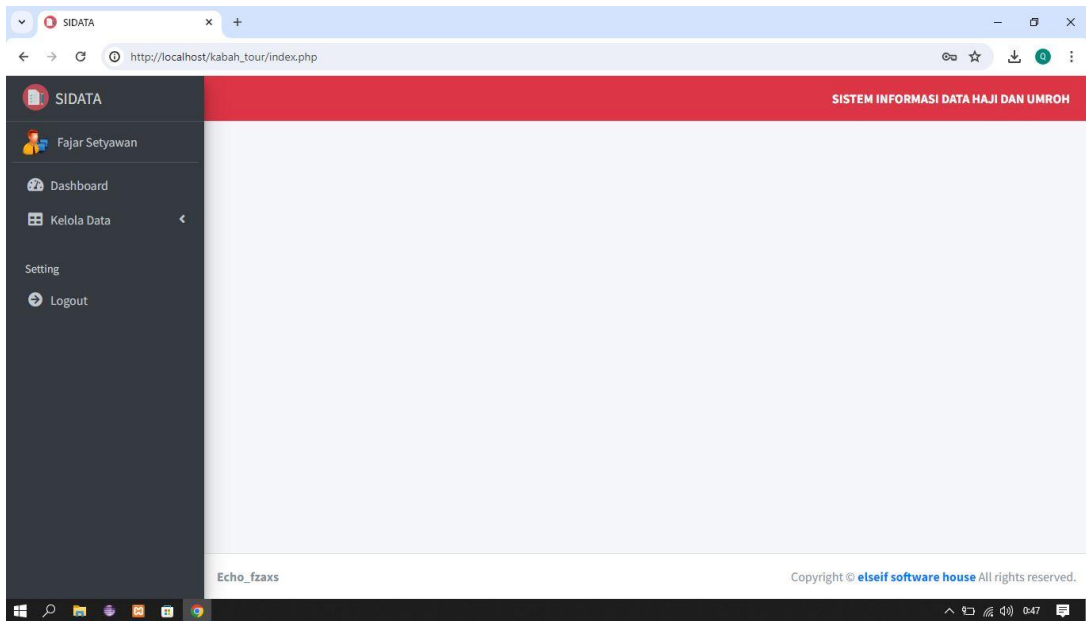 SIDATA
http://localhost/kabah_tour/index.php
Q
SIDATA
SISTEM INFORMASI DATA HAJI DAN UMROH
Fajar Setyawan
Dashboard
Kelola Data
Setting
Logout
Echo_fzaxs
Copyright © elseif software house All rights reserved.
0:47